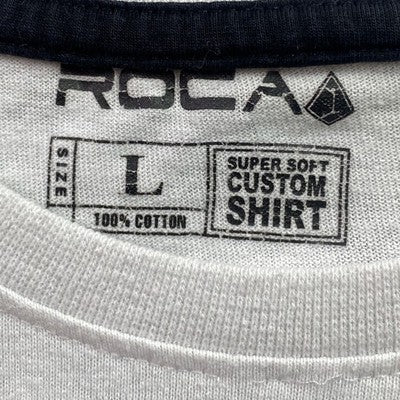 ROCA
SIZE
L
100% COTTON
SUPER SOFT
CUSTOM
SHIRT